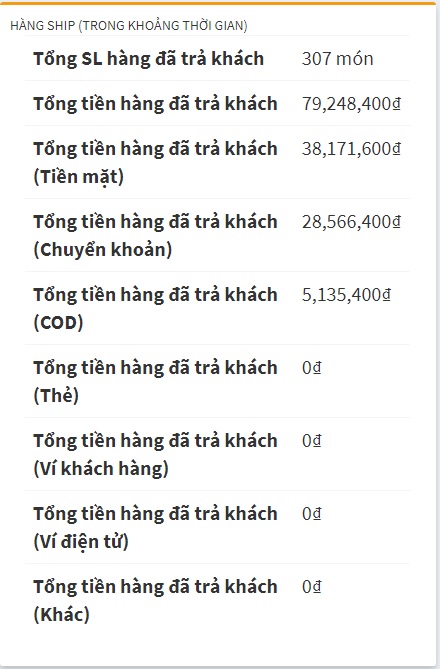 HÀNG SHIP (TRONG KHOẢNG THỜI GIAN)
Tổng SL hàng đã trả khách 307 món
Tổng tiền hàng đã trả khách 79,248,400₫
Tổng tiền hàng đã trả khách 38,171,600₫
(Tiền mặt)
Tổng tiền hàng đã trả khách 28,566,400₫
(Chuyển khoản)
Tổng tiền hàng đã trả khách 5,135,400₫
(COD)
Tổng tiền hàng đã trả khách 0₫
(Thẻ)
Tổng tiền hàng đã trả khách 0₫
(Ví khách hàng)
Tổng tiền hàng đã trả khách 0₫
(Ví điện tử)
Tổng tiền hàng đã trả khách 0₫
(Khác)